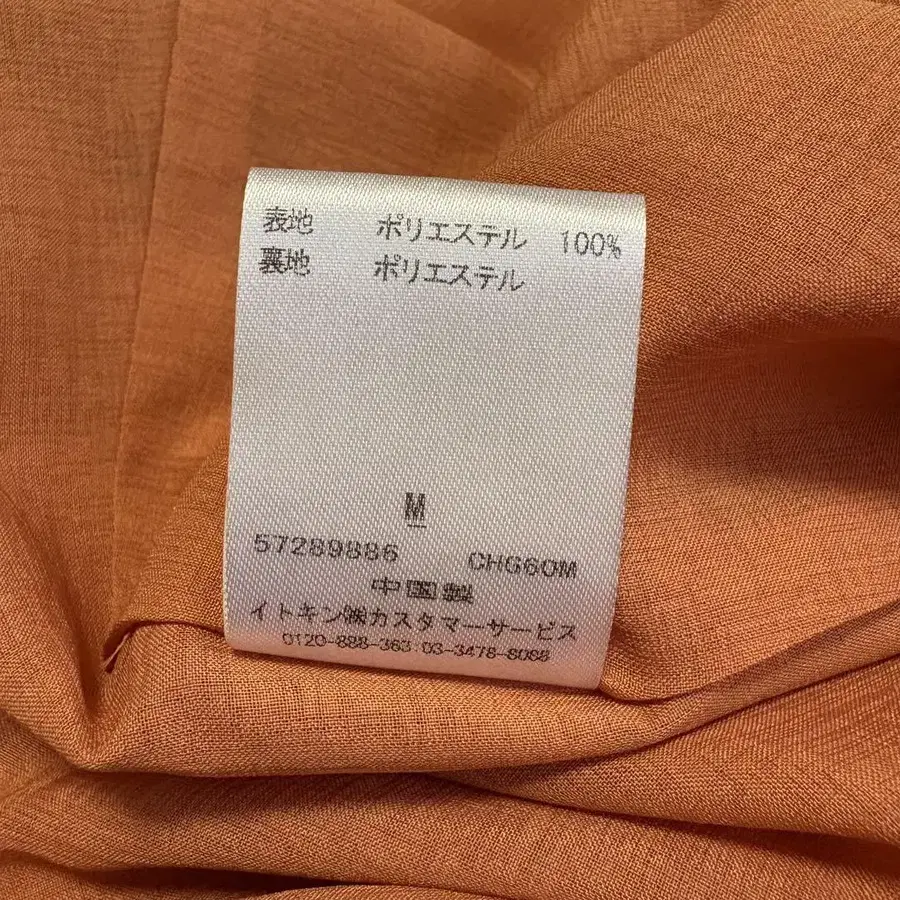 表地 ポリエステル 100%
裏地 ポリエステル
M
57289886 CHG60M
中国製
イトキン㈱カスタマーサービス
0120-888-363 03-3478-8088